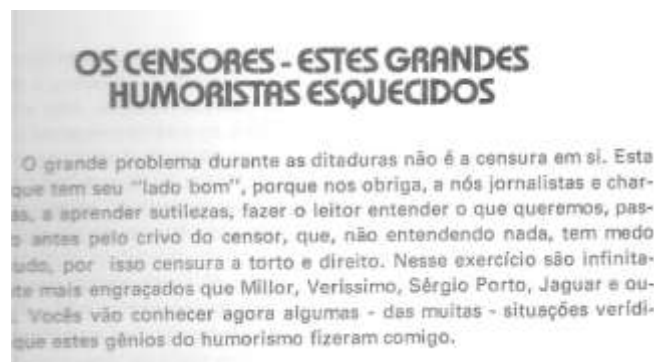 OS CENSORES - ESTES GRANDES
HUMORISTAS ESQUECIDOS
O grande problema durante as ditaduras não é a censura em si. Esta
que tem seu "lado bom", porque nos obriga, a nós jornalistas e char-
as, a aprender sutilezas, fazer o leitor entender o que queremos, pas-
antes pelo crivo do censor, que, não entendendo nada, tem medo
tudo, por isso censura a torto e direito. Nesse exercício são infinita-
te mais engraçados que Millor, Verissimo, Sérgio Porto, Jaguar e ou-
. Vocês vão conhecer agora algumas - das muitas - situações verídi-
que estes gênios do humorismo fizeram comigo.